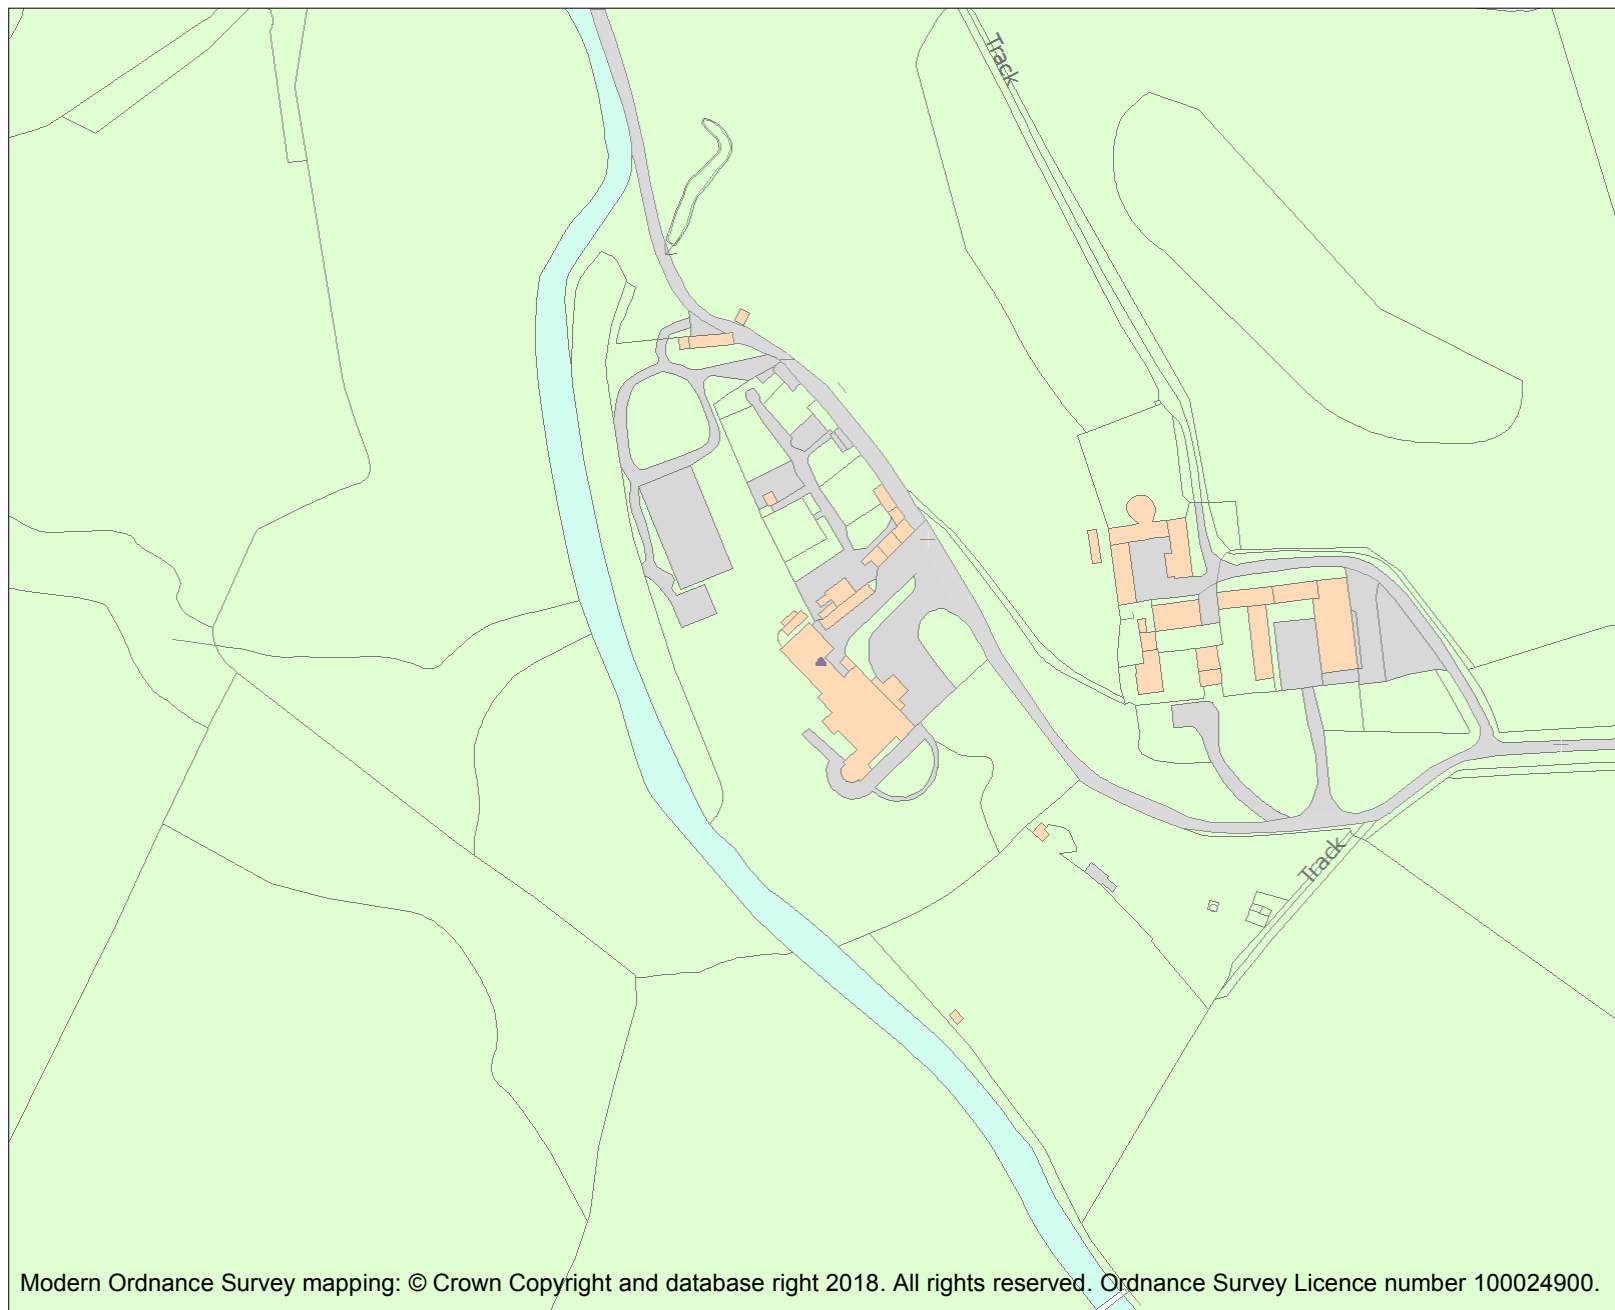 Track
Track
Modern Ordnance Survey mapping: © Crown Copyright and database right 2018. All rights reserved. Ordnance Survey Licence number 100024900.